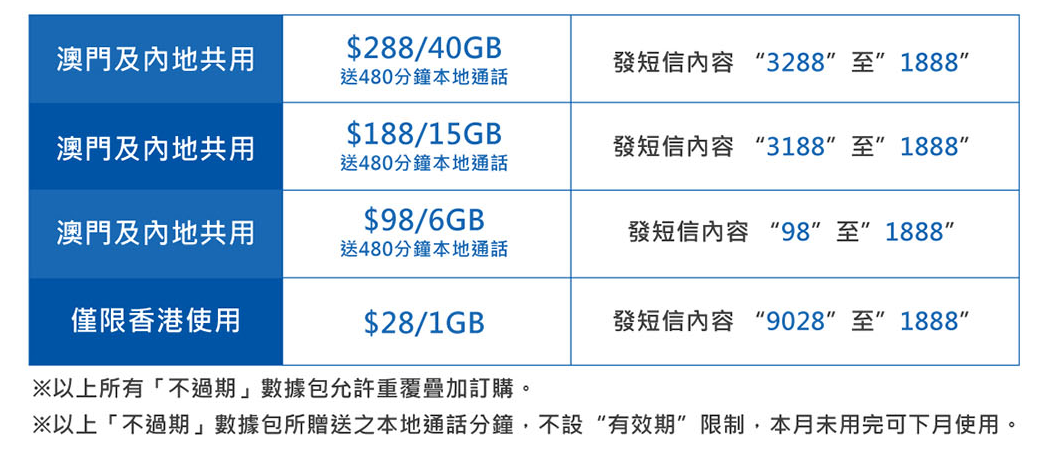 澳門及內地共用
$288/40GB
送480分鐘本地通話
發短信內容 “3288” 至” 1888”
澳門及內地共用
$188/15GB
送480分鐘本地通話
發短信內容 “3188” 至” 1888”
澳門及內地共用
$98/6GB
送480分鐘本地通話
發短信內容 “98” 至” 1888”
僅限香港使用
$28/1GB
發短信內容 “9028” 至” 1888”
※以上所有「不過期」數據包允許重覆疊加訂購。
※以上「不過期」數據包所贈送之本地通話分鐘，不設“有效期”限制，本月未用完可下月使用。